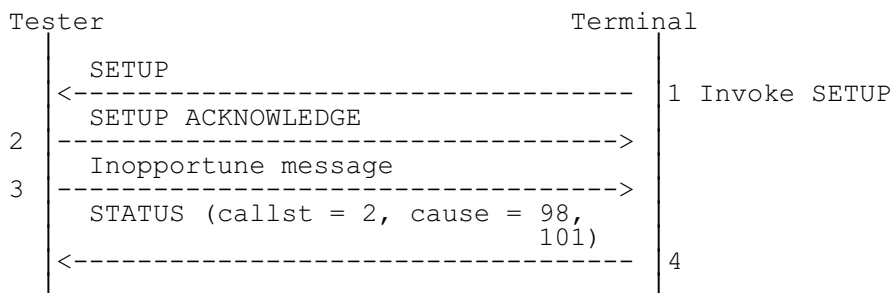 Tester Terminal
SETUP
<----------------------------------- 1 Invoke SETUP
SETUP ACKNOWLEDGE
2 ----------------------------------->
Inopportune message
3 ----------------------------------->
STATUS (callst = 2, cause = 98,
101)
<----------------------------------- 4